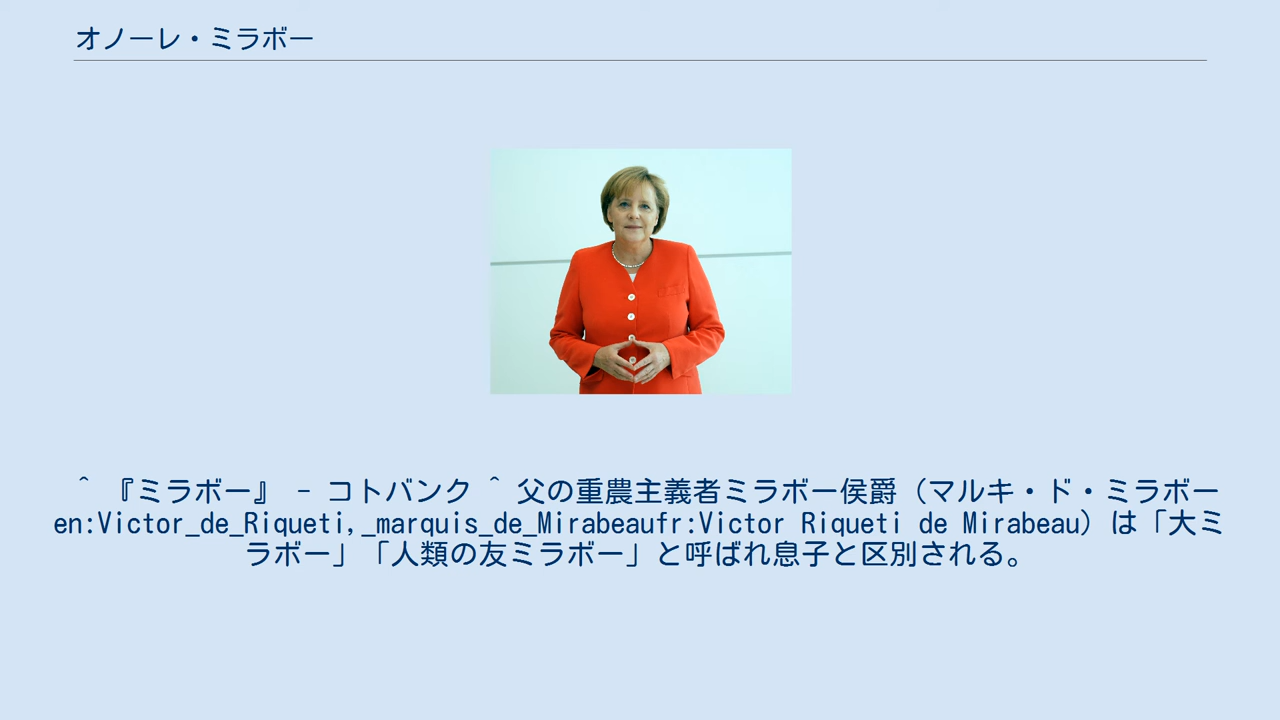 オノーレ・ミラボー
^ 『ミラボー』 - コトバンク ^ 父の重農主義者ミラボー侯爵（マルキ・ド・ミラボー
en:Victor_de_Riqueti,_marquis_de_Mirabeaufr:Victor Riqueti de Mirabeau）は「大ミ
ラボー」「人類の友ミラボー」と呼ばれ息子と区別される。